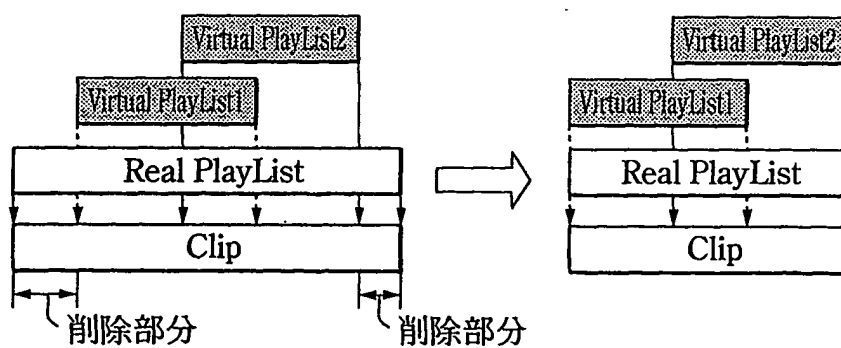 Virtual PlayList2
Virtual PlayList1
Real PlayList
Clip
削除部分
削除部分
Virtual PlayList2
Virtual PlayList1
Real PlayList
Clip